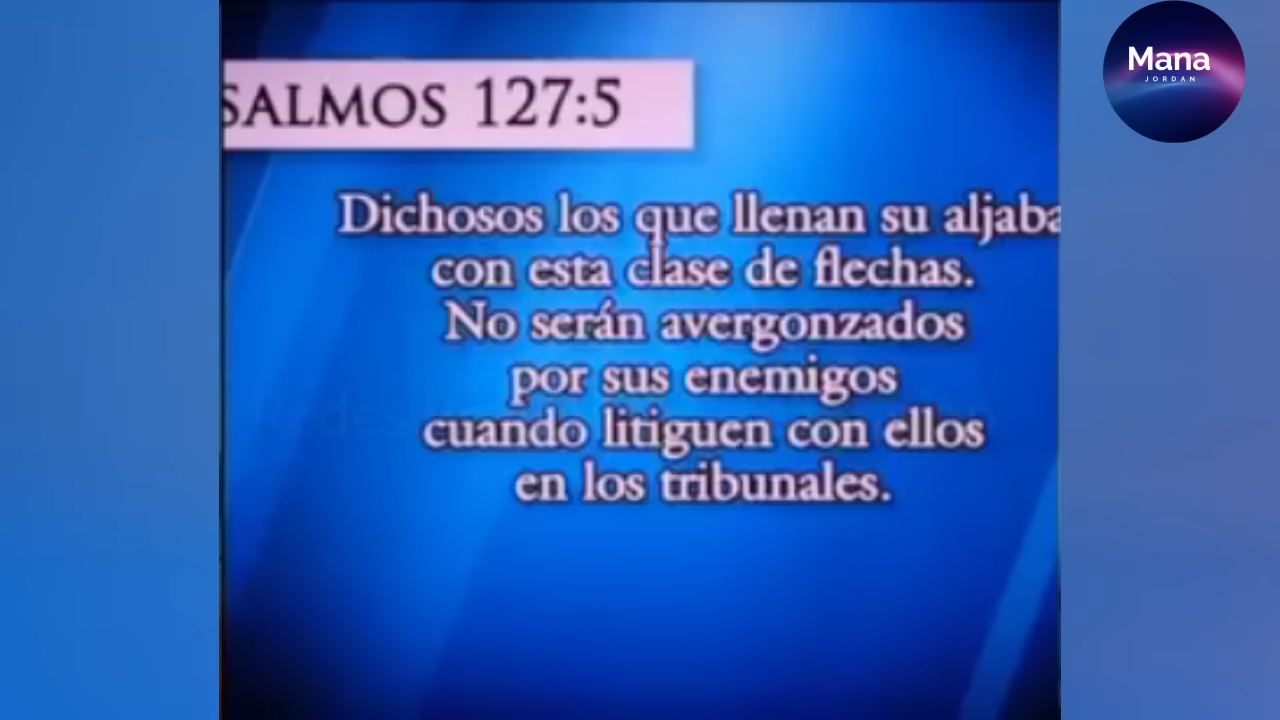 Mana
JORDAN
SALMOS 127:5
Dichosos los que llenan su aljaba
con esta clase de flechas.
No serán avergonzados
por sus enemigos
cuando litiguen con ellos
en los tribunales.